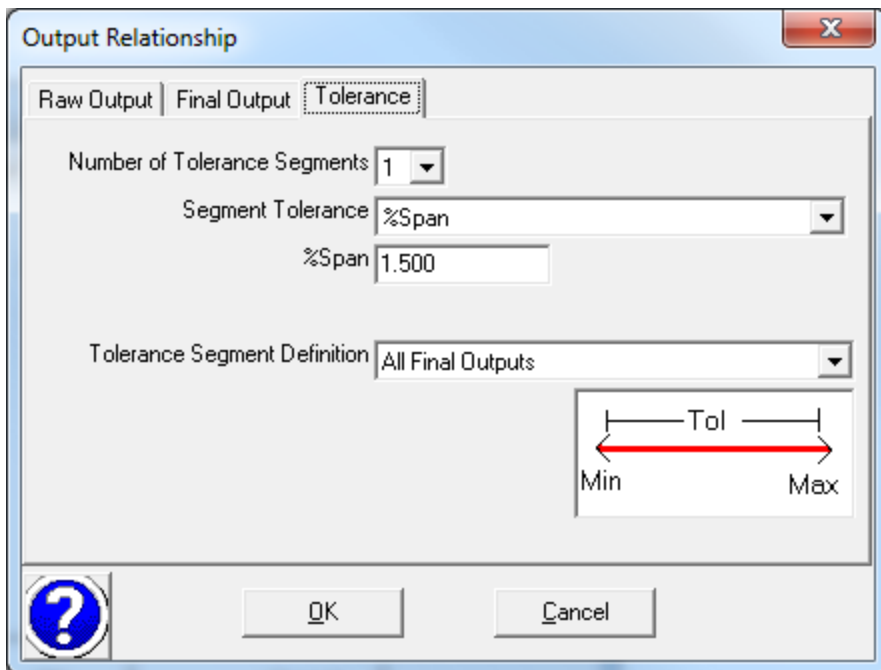 Output Relationship
Raw Output Final Output Tolerance
Number of Tolerance Segments 1
Segment Tolerance %Span
%Span 1.500
Tolerance Segment Definition All Final Outputs
Tol
Min Max
OK Cancel